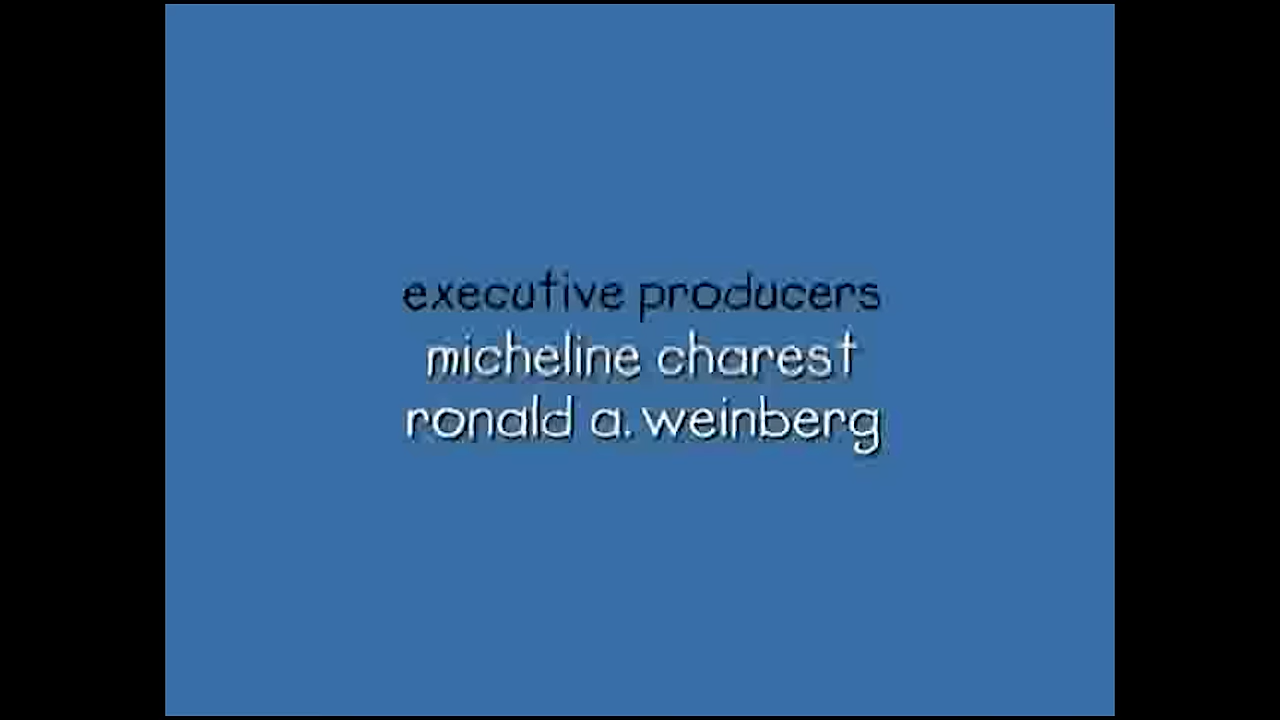 executive producers
micheline charest
ronald a. weinberg